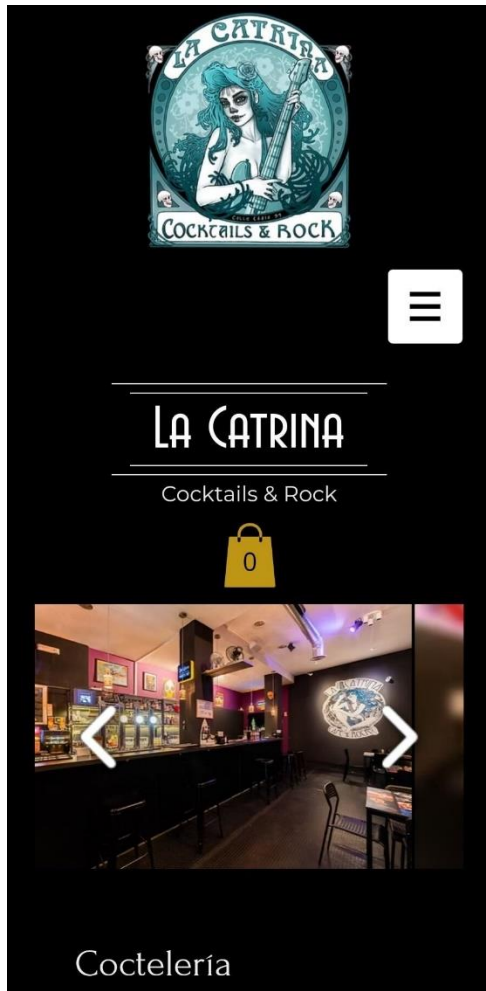 LA CATRINA
COCKTAILS & ROCK
LA CATRINA
Cocktails & Rock
0
Coctelería